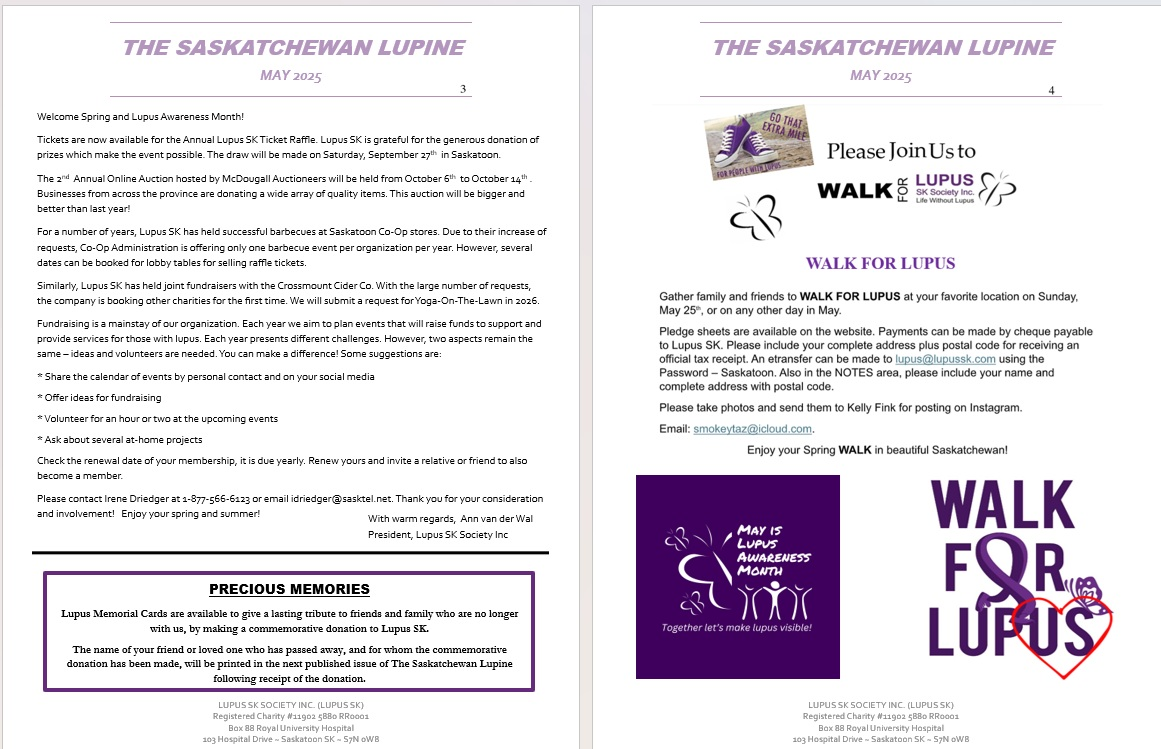 THE SASKATCHEWAN LUPINE
MAY 2025
3
Welcome Spring and Lupus Awareness Month!
Tickets are now available for the Annual Lupus SK Ticket Raffle. Lupus SK is grateful for the generous donation of
prizes which make the event possible. The draw will be made on Saturday, September 27th in Saskatoon.
The 2nd Annual Online Auction hosted by McDougall Auctioneers will be held from October 6th to October 14th .
Businesses from across the province are donating a wide array of quality items. This auction will be bigger and
better than last year!
For a number of years, Lupus SK has held successful barbecues at Saskatoon Co-Op stores. Due to their increase of
requests, Co-Op Administration is offering only one barbecue event per organization per year. However, several
dates can be booked for lobby tables for selling raffle tickets.
Similarly, Lupus SK has held joint fundraisers with the Crossmount Cider Co. With the large number of requests,
the company is booking other charities for the first time. We will submit a request for Yoga-On-The-Lawn in 2026.
Fundraising is a mainstay of our organization. Each year we aim to plan events that will raise funds to support and
provide services for those with lupus. Each year presents different challenges. However, two aspects remain the
same – ideas and volunteers are needed. You can make a difference! Some suggestions are:
* Share the calendar of events by personal contact and on your social media
* Offer ideas for fundraising
* Volunteer for an hour or two at the upcoming events
* Ask about several at-home projects
Check the renewal date of your membership, it is due yearly. Renew yours and invite a relative or friend to also
become a member.
Please contact Irene Driedger at 1-877-566-6123 or email idriedger@sasktel.net. Thank you for your consideration
and involvement! Enjoy your spring and summer!
With warm regards, Ann van der Wal
President, Lupus SK Society Inc
PRECIOUS MEMORIES
Lupus Memorial Cards are available to give a lasting tribute to friends and family who are no longer
with us, by making a commemorative donation to Lupus SK.
The name of your friend or loved one who has passed away, and for whom the commemorative
donation has been made, will be printed in the next published issue of The Saskatchewan Lupine
following receipt of the donation.
LUPUS SK SOCIETY INC. (LUPUS SK)
Registered Charity #11902 5880 RR0001
Box 88 Royal University Hospital
103 Hospital Drive ~ Saskatoon SK ~ S7N 0W8
THE SASKATCHEWAN LUPINE
MAY 2025
4
GO THAT
EXTRA MILE
FOR PEOPLE WITH LUPUS
Please Join Us to
WALK FOR LUPUS
SK Society Inc.
Life Without Lupus
WALK FOR LUPUS
Gather family and friends to WALK FOR LUPUS at your favorite location on Sunday,
May 25th, or on any other day in May.
Pledge sheets are available on the website. Payments can be made by cheque payable
to Lupus SK. Please include your complete address plus postal code for receiving an
official tax receipt. An etransfer can be made to lupus@lupussk.com using the
Password – Saskatoon. Also in the NOTES area, please include your name and
complete address with postal code.
Please take photos and send them to Kelly Fink for posting on Instagram.
Email: smokeytaz@icloud.com.
Enjoy your Spring WALK in beautiful Saskatchewan!
MAY IS
LUPUS
AWARENESS
MONTH
Together let's make lupus visible!
WALK
FOR
LUPUS
LUPUS SK SOCIETY INC. (LUPUS SK)
Registered Charity #11902 5880 RR0001
Box 88 Royal University Hospital
103 Hospital Drive ~ Saskatoon SK ~ S7N 0W8